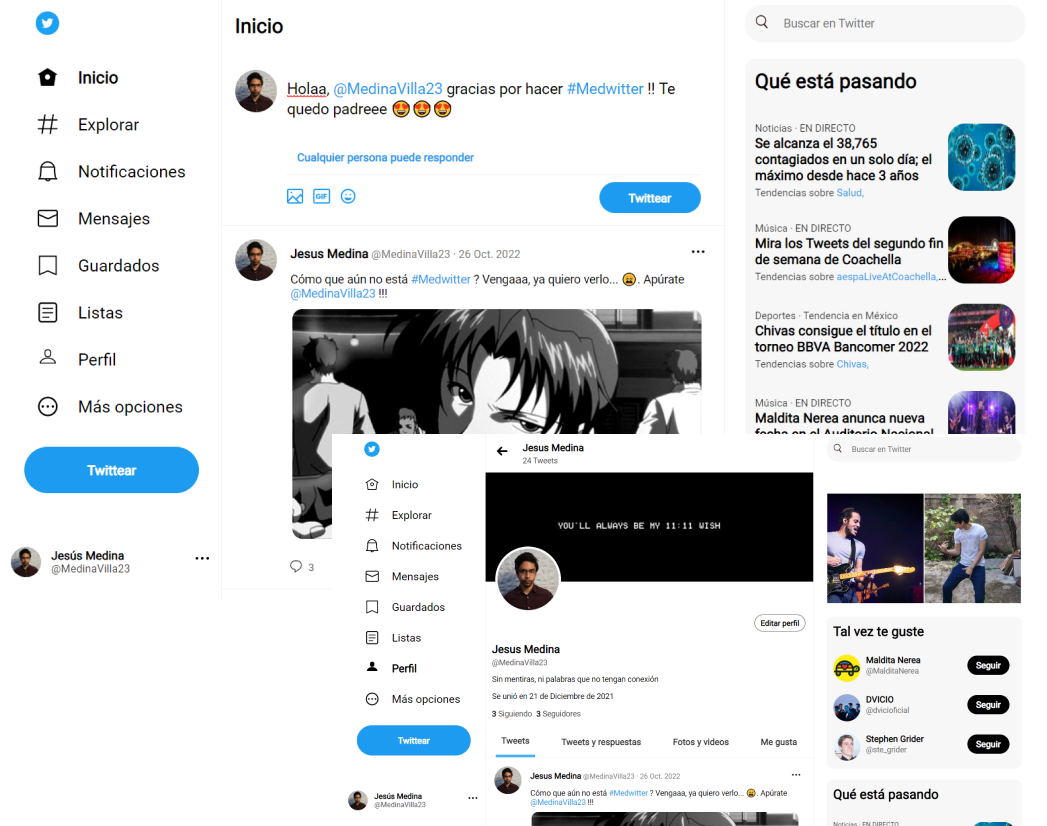 Inicio
Explorar
Notificaciones
Mensajes
Guardados
Listas
Perfil
Más opciones
Twittear
Jesús Medina
@MedinaVilla23
Inicio
Holaa, @MedinaVilla23 gracias por hacer #Medwitter !! Te
quedo padreee 😍😍😍
Cualquier persona puede responder
GIF
Twittear
Jesus Medina @MedinaVilla23 · 26 Oct. 2022
Cómo que aún no está #Medwitter ? Vengaaa, ya quiero verlo... 😩. Apúrate
@MedinaVilla23 !!!
3
Buscar en Twitter
Qué está pasando
Noticias · EN DIRECTO
Se alcanza el 38,765
contagiados en un solo día; el
máximo desde hace 3 años
Tendencias sobre Salud,
Música · EN DIRECTO
Mira los Tweets del segundo fin
de semana de Coachella
Tendencias sobre aespaLiveAtCoachella,...
Deportes · Tendencia en México
Chivas consigue el título en el
torneo BBVA Bancomer 2022
Tendencias sobre Chivas,
Música · EN DIRECTO
Maldita Nerea anunca nueva
fecha en el Auditorio Nacional
Inicio
Explorar
Notificaciones
Mensajes
Guardados
Listas
Perfil
Más opciones
Twittear
Jesús Medina
@MedinaVilla23
Jesus Medina
24 Tweets
YOU'LL ALWAYS BE MY 11:11 WISH
Editar perfil
Jesus Medina
@MedinaVilla23
Sin mentiras, ni palabras que no tengan conexión
Se unió en 21 de Diciembre de 2021
3 Siguiendo 3 Seguidores
Tweets Tweets y respuestas Fotos y videos Me gusta
Jesus Medina @MedinaVilla23 · 26 Oct. 2022
Cómo que aún no está #Medwitter ? Vengaaa, ya quiero verlo... 😩. Apúrate
@MedinaVilla23 !!!
Buscar en Twitter
Tal vez te guste
Maldita Nerea
@MalditaNerea
Seguir
DVICIO
@dvicioficial
Seguir
Stephen Grider
@ste_grider
Seguir
Qué está pasando
Noticias · EN DIRECTO